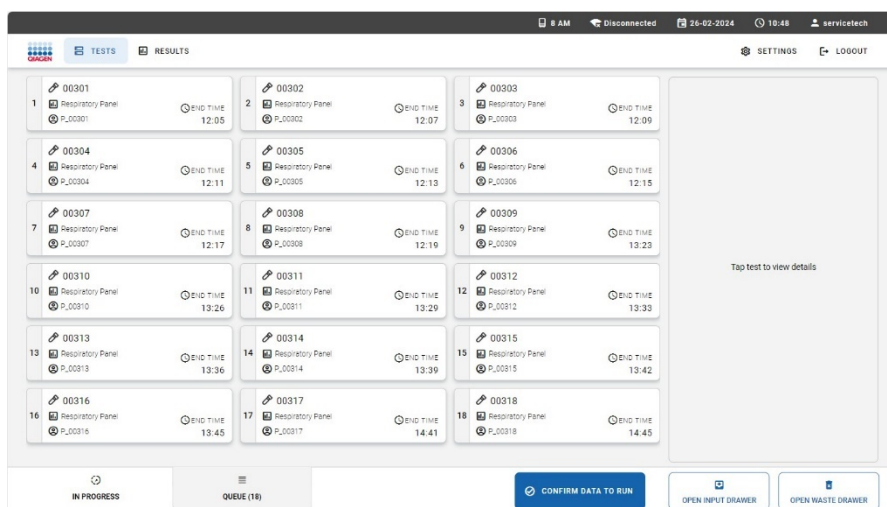 8 AM Disconnected 26-02-2024 10:48 servicetech
QIAGEN TESTS RESULTS SETTINGS LOGOUT
1 00301 Respiratory Panel P_00301 END TIME 12:05
2 00302 Respiratory Panel P_00302 END TIME 12:07
3 00303 Respiratory Panel P_00303 END TIME 12:09
4 00304 Respiratory Panel P_00304 END TIME 12:11
5 00305 Respiratory Panel P_00305 END TIME 12:13
6 00306 Respiratory Panel P_00306 END TIME 12:15
7 00307 Respiratory Panel P_00307 END TIME 12:17
8 00308 Respiratory Panel P_00308 END TIME 12:19
9 00309 Respiratory Panel P_00309 END TIME 13:23
10 00310 Respiratory Panel P_00310 END TIME 13:26
11 00311 Respiratory Panel P_00311 END TIME 13:29
12 00312 Respiratory Panel P_00312 END TIME 13:33
13 00313 Respiratory Panel P_00313 END TIME 13:36
14 00314 Respiratory Panel P_00314 END TIME 13:39
15 00315 Respiratory Panel P_00315 END TIME 13:42
16 00316 Respiratory Panel P_00316 END TIME 13:45
17 00317 Respiratory Panel P_00317 END TIME 14:41
18 00318 Respiratory Panel P_00318 END TIME 14:45
Tap test to view details
IN PROGRESS QUEUE (18) CONFIRM DATA TO RUN OPEN INPUT DRAWER OPEN WASTE DRAWER